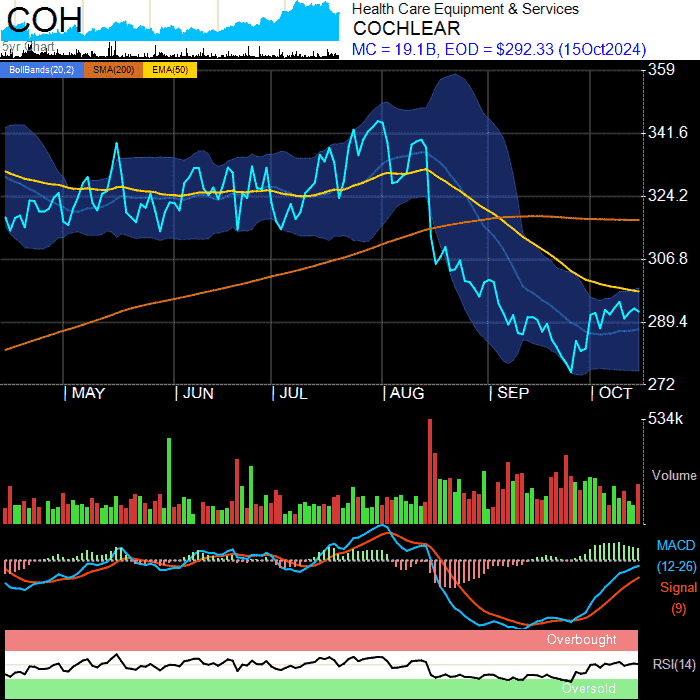 COH
5yr Chart
Health Care Equipment & Services
COCHLEAR
MC = 19.1B, EOD = $292.33 (15Oct2024)
BollBands(20,2) SMA(200) EMA(50)
359
341.6
324.2
306.8
289.4
272
MAY JUN JUL AUG SEP OCT
534k
Volume
MACD
(12-26)
Signal
(9)
Overbought
RSI(14)
Oversold